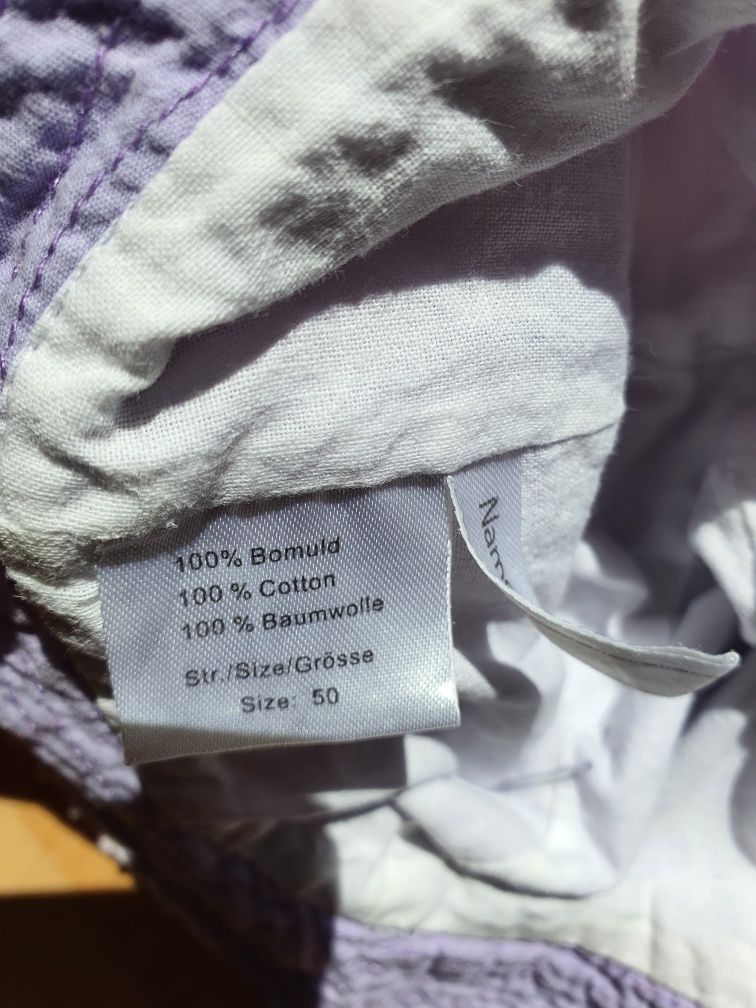 100% Bomuld
100 % Cotton
100 % Baumwolle
Str./Size/Grösse
Size: 50